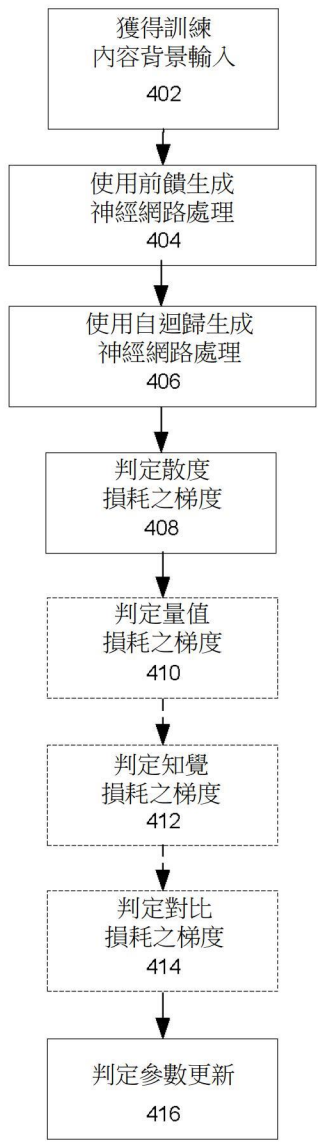 獲得訓練
內容背景輸入
402
使用前饋生成
神經網路處理
404
使用自迴歸生成
神經網路處理
406
判定散度
損耗之梯度
408
判定量值
損耗之梯度
410
判定知覺
損耗之梯度
412
判定對比
損耗之梯度
414
判定參數更新
416